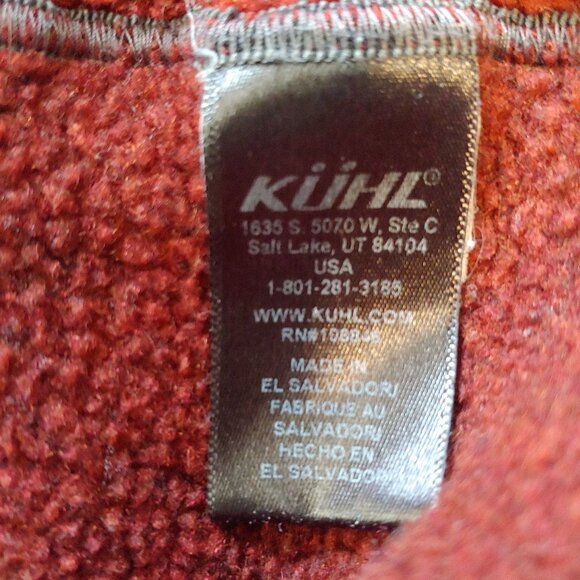 KÜHL®
1635 S. 5070 W, Ste C
Salt Lake, UT 84104
USA
1-801-281-3185
WWW.KUHL.COM
MADE IN
EL SALVADOR/
FABRIQUE AU
SALVADOR/
HECHO EN
EL SALVADOR